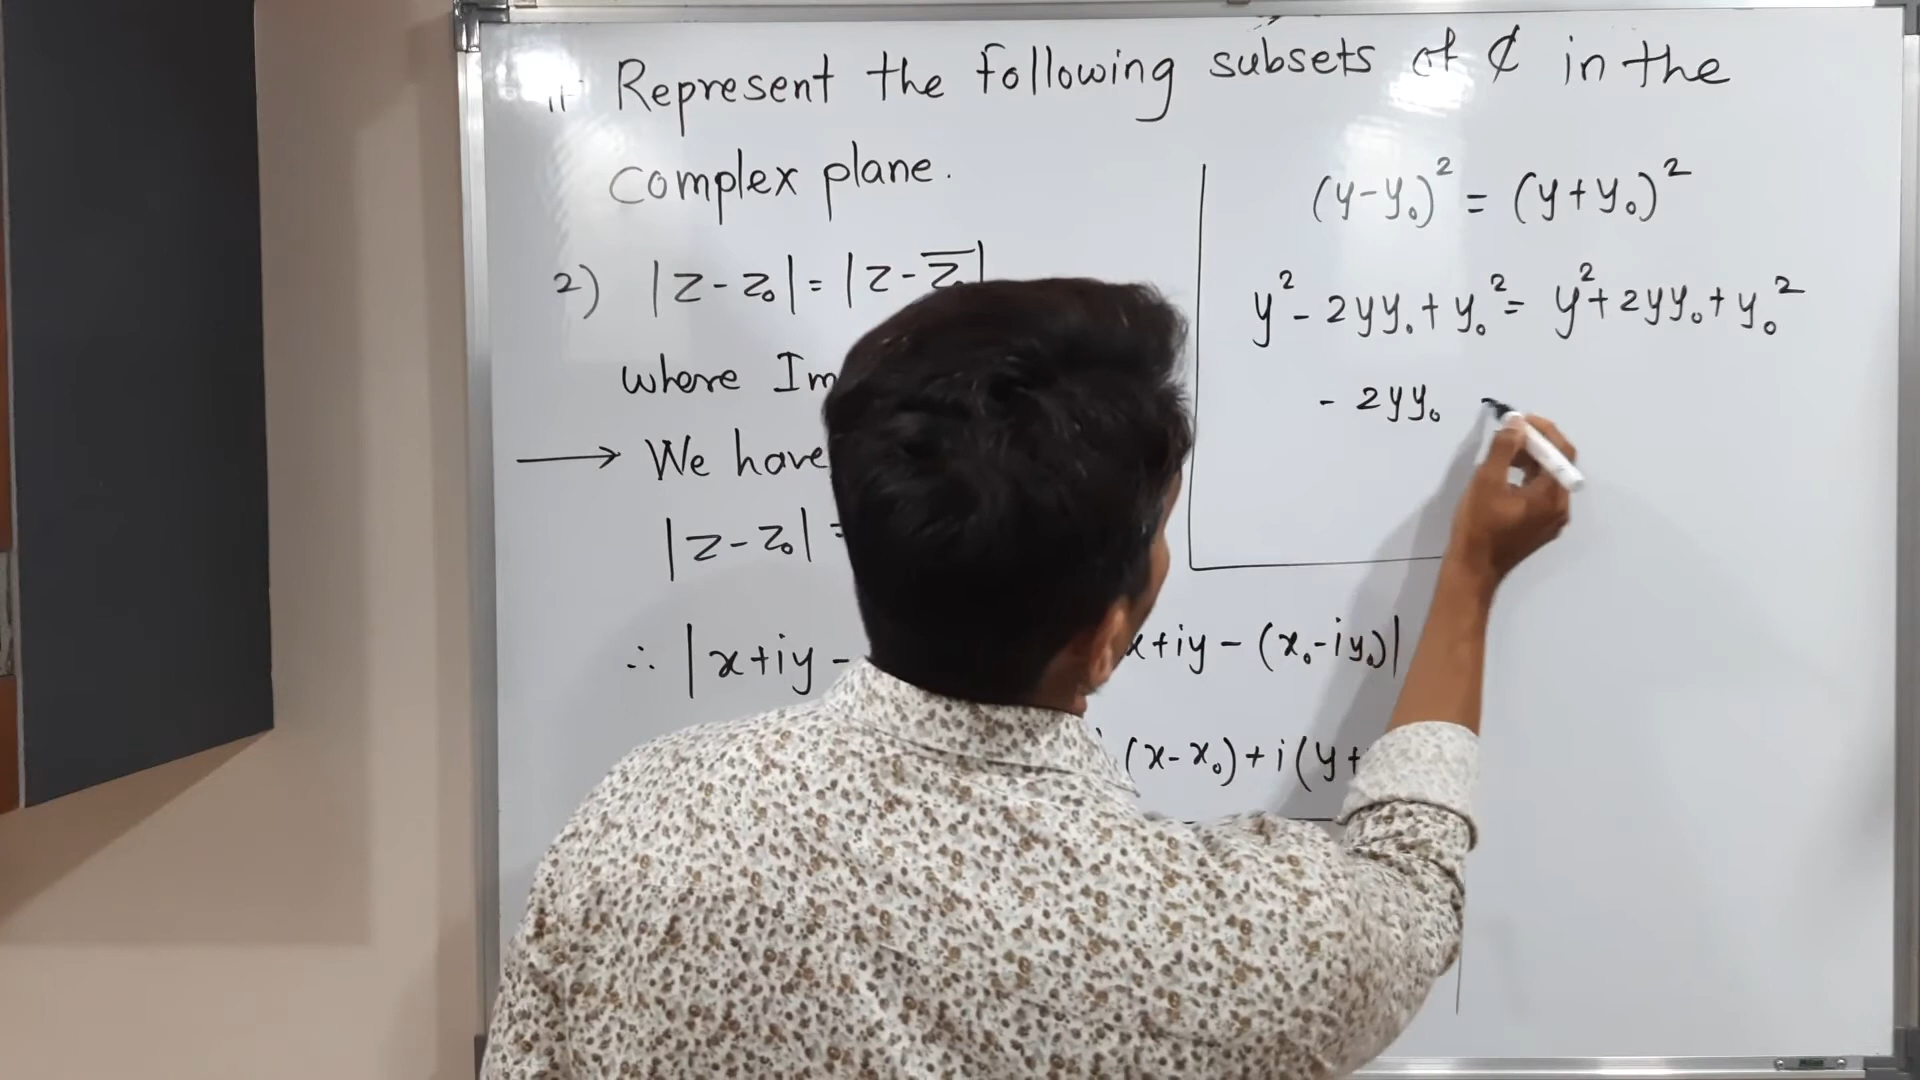 Represent the following subsets of ₵ in the
complex plane.
2) |z - z₀| = |z - z̅₀|
where Im
→ We have
|z - z₀| =
∴ |x+iy - x+iy - (x₀-iy₀)|
(x-x₀)+i(y+
(y-y₀)² = (y+y₀)²
y² - 2yy₀ + y₀² = y² + 2yy₀ + y₀²
- 2yy₀